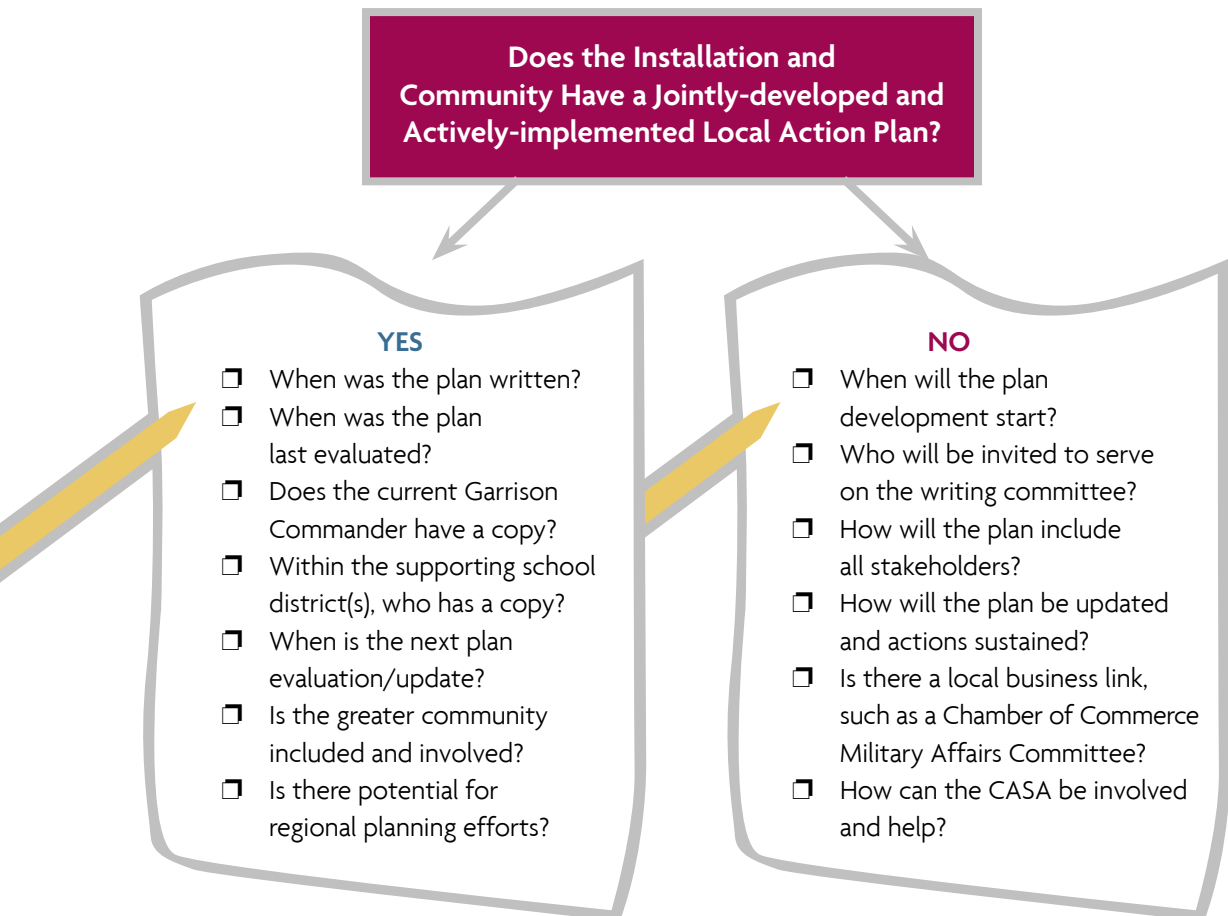 Does the Installation and
Community Have a Jointly-developed and
Actively-implemented Local Action Plan?
YES
❒ When was the plan written?
❒ When was the plan
last evaluated?
❒ Does the current Garrison
Commander have a copy?
❒ Within the supporting school
district(s), who has a copy?
❒ When is the next plan
evaluation/update?
❒ Is the greater community
included and involved?
❒ Is there potential for
regional planning efforts?
NO
❒ When will the plan
development start?
❒ Who will be invited to serve
on the writing committee?
❒ How will the plan include
all stakeholders?
❒ How will the plan be updated
and actions sustained?
❒ Is there a local business link,
such as a Chamber of Commerce
Military Affairs Committee?
❒ How can the CASA be involved
and help?